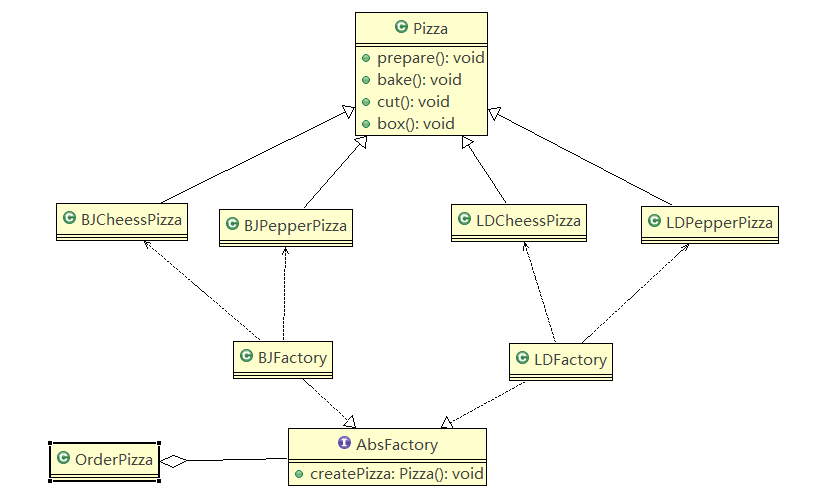 Pizza
prepare(): void
bake(): void
cut(): void
box(): void
BJCheessPizza
BJPepperPizza
LDCheessPizza
LDPepperPizza
BJFactory
LDFactory
AbsFactory
createPizza: Pizza(): void
OrderPizza